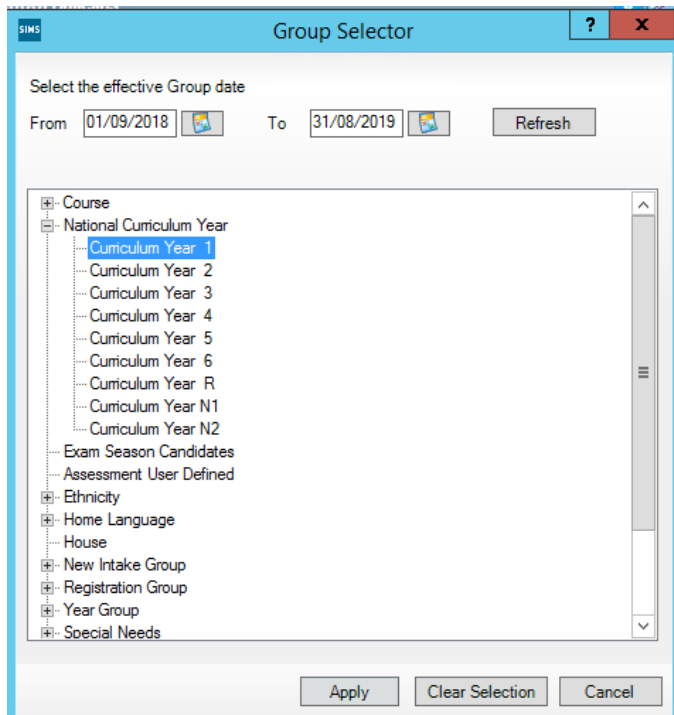 SIMS Group Selector ? x
Select the effective Group date
From 01/09/2018 To 31/08/2019 Refresh
Course
National Curriculum Year
Curriculum Year 1
Curriculum Year 2
Curriculum Year 3
Curriculum Year 4
Curriculum Year 5
Curriculum Year 6
Curriculum Year R
Curriculum Year N1
Curriculum Year N2
Exam Season Candidates
Assessment User Defined
Ethnicity
Home Language
House
New Intake Group
Registration Group
Year Group
Special Needs
Apply Clear Selection Cancel